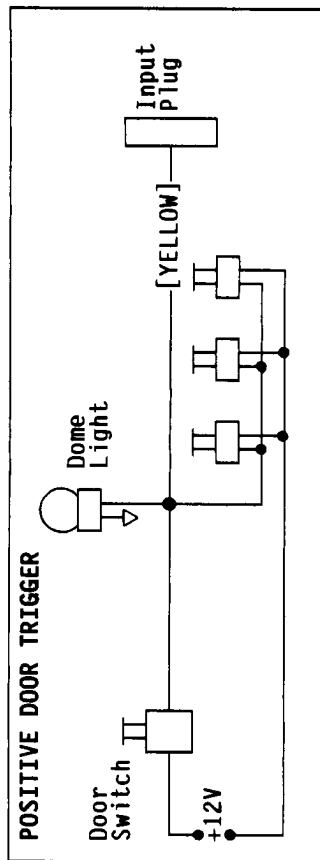 POSITIVE DOOR TRIGGER
Door
Switch
+12V
Dome
Light
[YELLOW]
Input
Plug